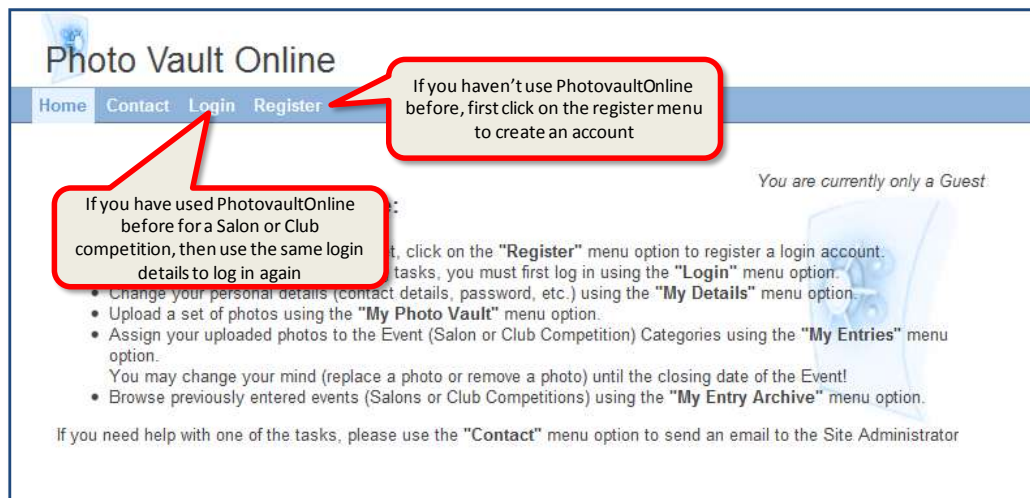 Photo Vault Online
Home Contact Login Register
If you haven't use PhotovaultOnline
before, first click on the register menu
to create an account
You are currently only a Guest
If you have used PhotovaultOnline
before for a Salon or Club
competition, then use the same login
details to log in again
e:
t, click on the "Register" menu option to register a login account.
tasks, you must first log in using the "Login" menu option.
• Change your personal details (contact details, password, etc.) using the "My Details" menu option.
• Upload a set of photos using the "My Photo Vault" menu option.
• Assign your uploaded photos to the Event (Salon or Club Competition) Categories using the "My Entries" menu
option.
You may change your mind (replace a photo or remove a photo) until the closing date of the Event!
• Browse previously entered events (Salons or Club Competitions) using the "My Entry Archive" menu option.
If you need help with one of the tasks, please use the "Contact" menu option to send an email to the Site Administrator